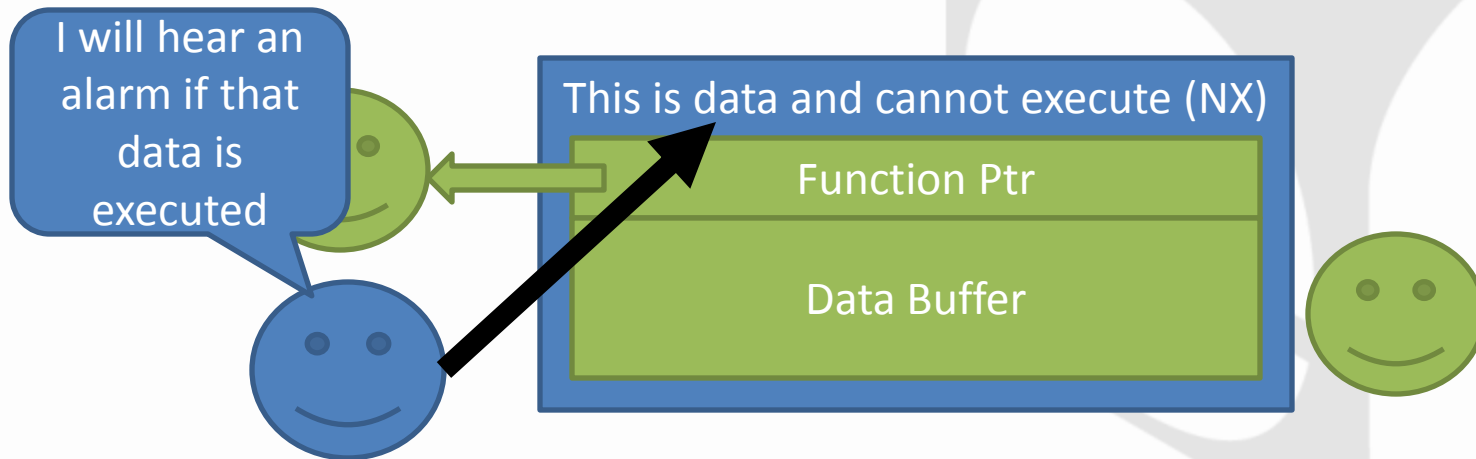 I will hear an
alarm if that
data is
executed
This is data and cannot execute (NX)
Function Ptr
Data Buffer